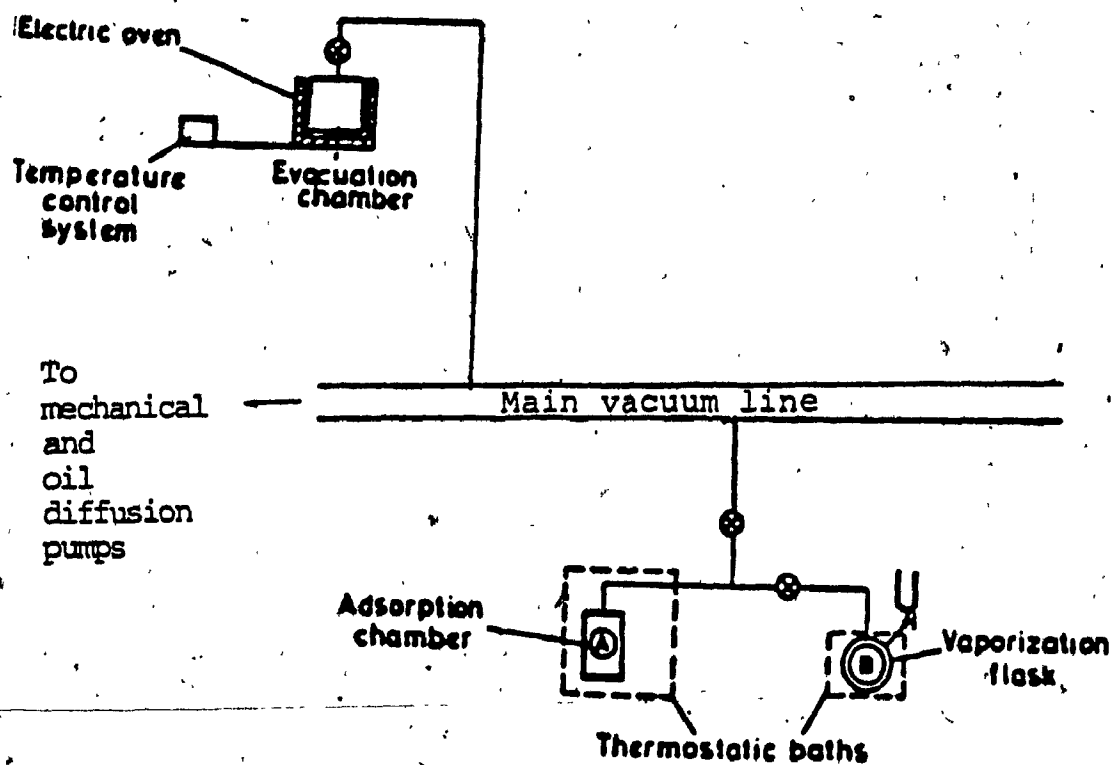 Electric oven
Temperature
control
system
Evacuation
chamber
To
mechanical
and
oil
diffusion
pumps
Main vacuum line
Adsorption
chamber
A
B
Vaporization
flask
Thermostatic baths